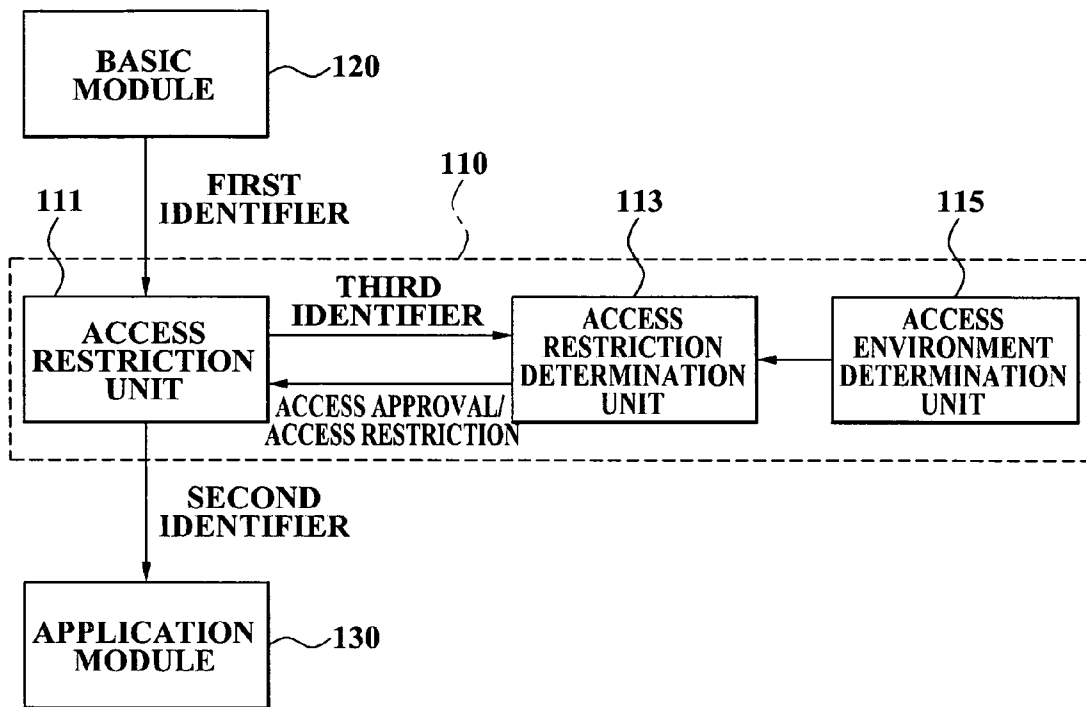 BASIC
MODULE
120
FIRST
IDENTIFIER
110
111
113
115
ACCESS
RESTRICTION
UNIT
THIRD
IDENTIFIER
ACCESS APPROVAL/
ACCESS RESTRICTION
ACCESS
RESTRICTION
DETERMINATION
UNIT
ACCESS
ENVIRONMENT
DETERMINATION
UNIT
SECOND
IDENTIFIER
APPLICATION
MODULE
130